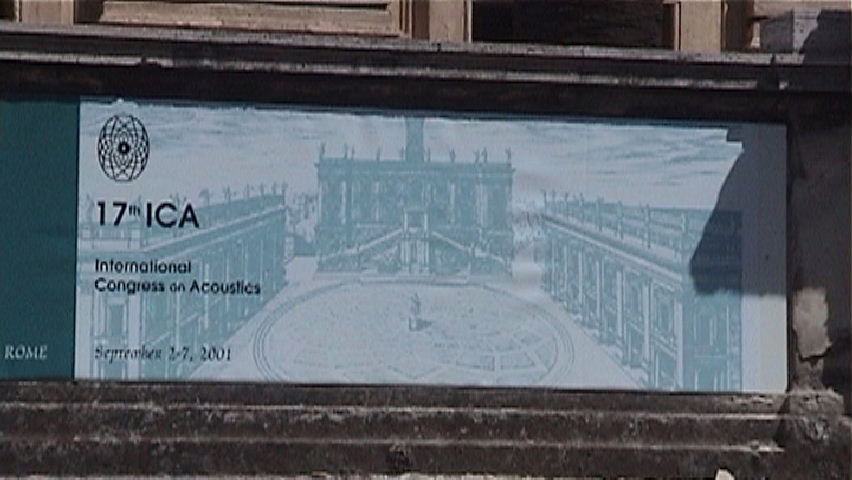 17th ICA
International
Congress on Acoustics
September 2-7, 2001
ROME